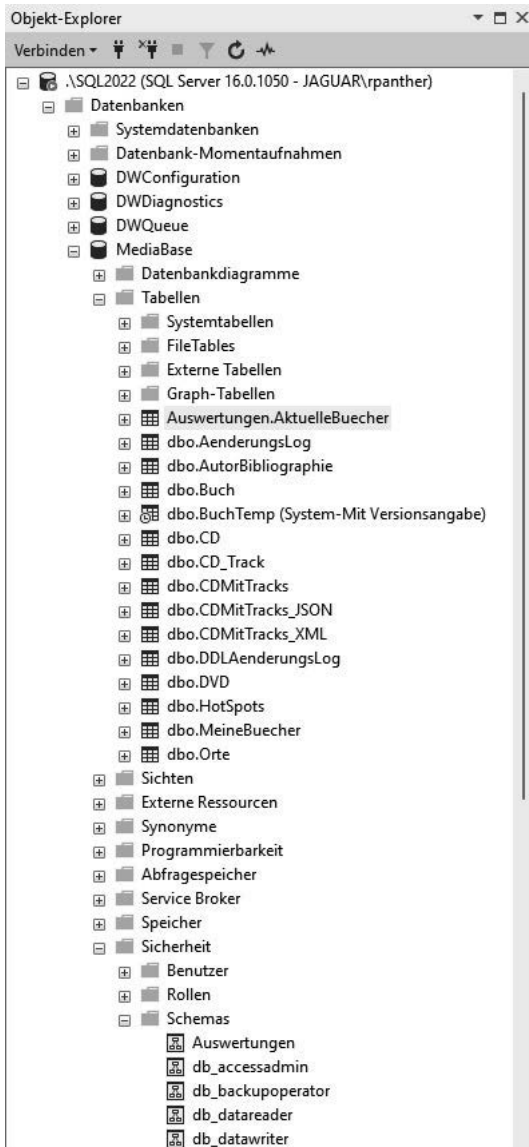 Objekt-Explorer
Verbinden
.\SQL2022 (SQL Server 16.0.1050 - JAGUAR\rpanther)
Datenbanken
Systemdatenbanken
Datenbank-Momentaufnahmen
DWConfiguration
DWDiagnostics
DWQueue
MediaBase
Datenbankdiagramme
Tabellen
Systemtabellen
FileTables
Externe Tabellen
Graph-Tabellen
Auswertungen.AktuelleBuecher
dbo.AenderungsLog
dbo.AutorBibliographie
dbo.Buch
dbo.BuchTemp (System-Mit Versionsangabe)
dbo.CD
dbo.CD_Track
dbo.CDMitTracks
dbo.CDMitTracks_JSON
dbo.CDMitTracks_XML
dbo.DDLAenderungsLog
dbo.DVD
dbo.HotSpots
dbo.MeineBuecher
dbo.Orte
Sichten
Externe Ressourcen
Synonyme
Programmierbarkeit
Abfragespeicher
Service Broker
Speicher
Sicherheit
Benutzer
Rollen
Schemas
Auswertungen
db_accessadmin
db_backupoperator
db_datareader
db_datawriter